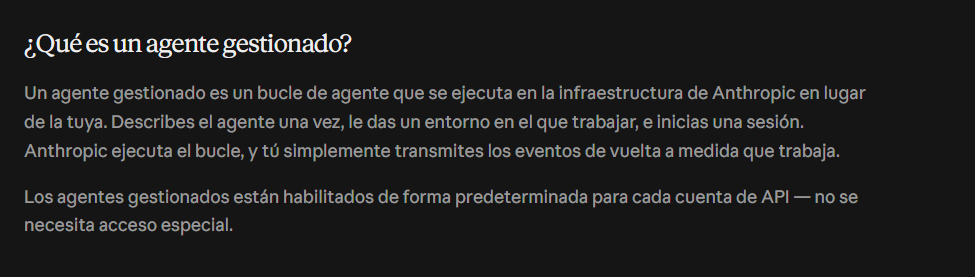 ¿Qué es un agente gestionado?
Un agente gestionado es un bucle de agente que se ejecuta en la infraestructura de Anthropic en lugar
de la tuya. Describes el agente una vez, le das un entorno en el que trabajar, e inicias una sesión.
Anthropic ejecuta el bucle, y tú simplemente transmites los eventos de vuelta a medida que trabaja.
Los agentes gestionados están habilitados de forma predeterminada para cada cuenta de API — no se
necesita acceso especial.